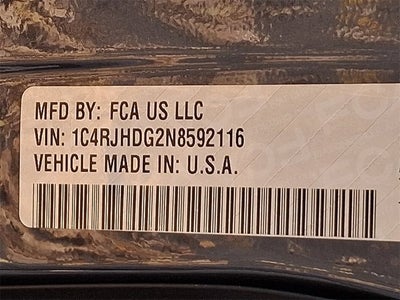 MFD BY: FCA US LLC
VIN: 1C4RJHDG2N8592116
VEHICLE MADE IN: U.S.A.